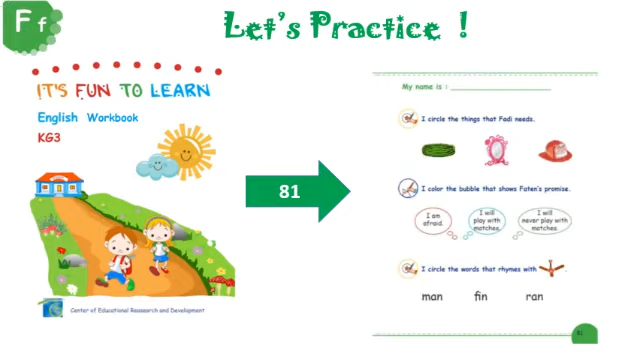 F f
Let's Practice !
IT'S FUN TO LEARN
English Workbook
KG3
Center of Educational Reasearch and Development
81
My name is :
I circle the things that Fadi needs.
I color the bubble that shows Faten's promise.
I am
afraid.
I will
play with
matches.
I will
never play with
matches.
I circle the words that rhymes with
.
man fin ran
81